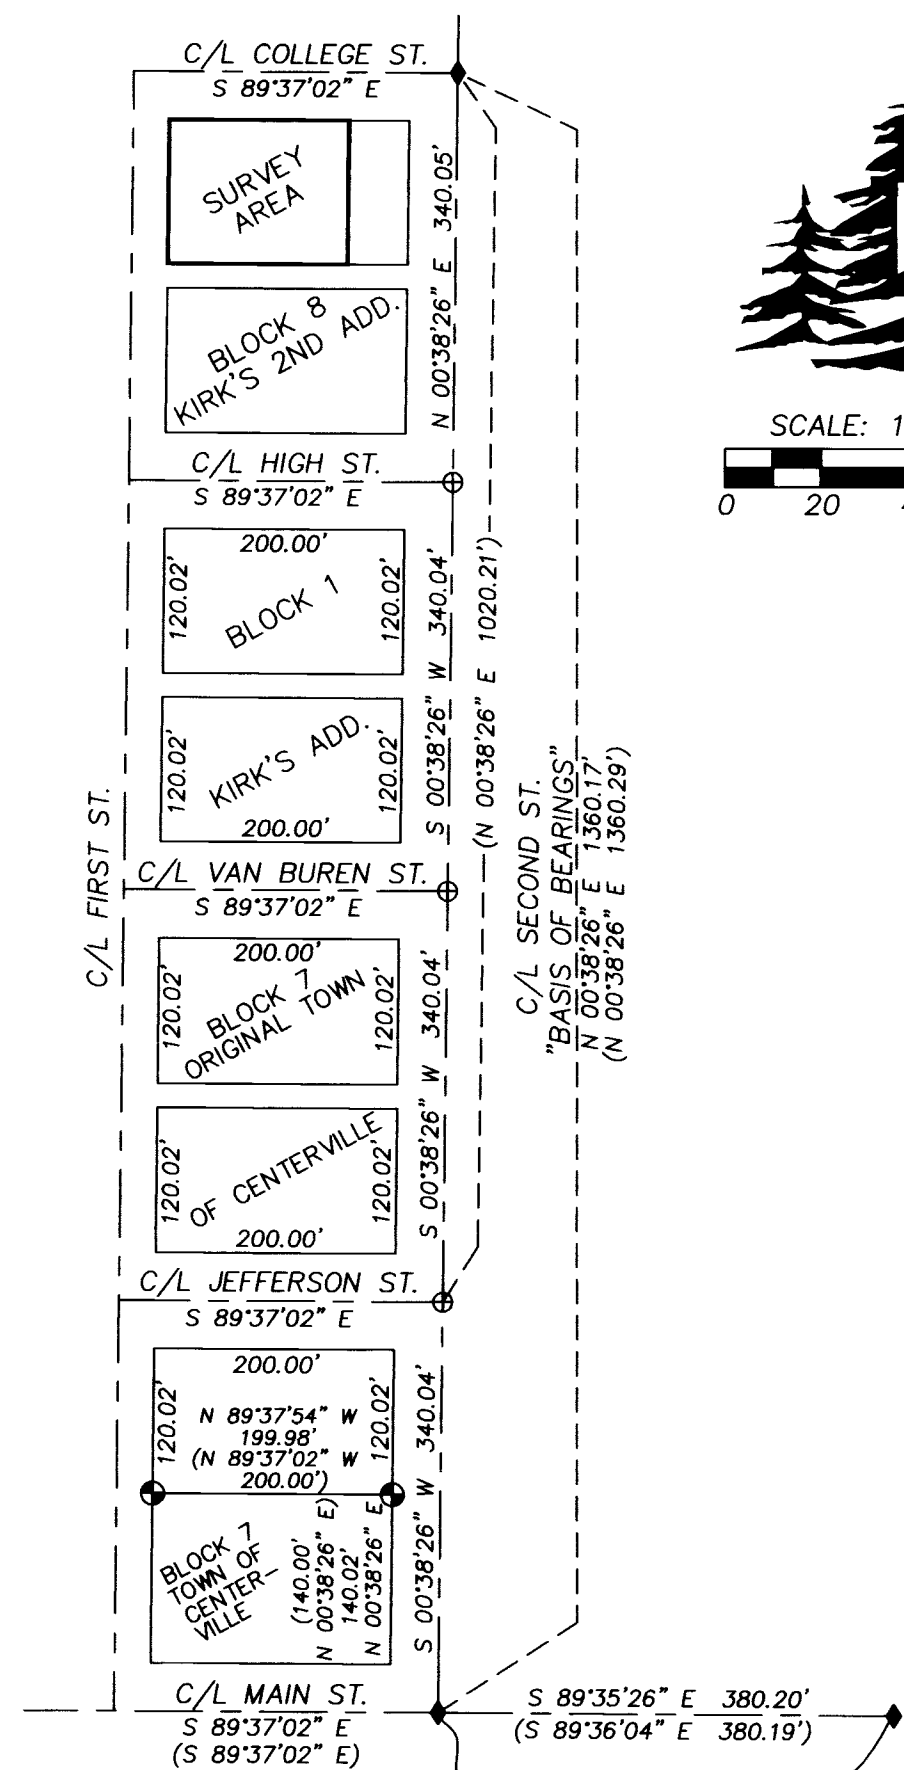 C/L COLLEGE ST.
S 89°37'02" E
SURVEY
AREA
N 00°38'26" E 340.05'
BLOCK 8
KIRK'S 2ND ADD.
SCALE: 1
0 20
C/L HIGH ST.
S 89°37'02" E
200.00'
120.02'
BLOCK 1
120.02'
S 00°38'26" W 340.04'
(N 00°38'26" E 1020.21')
120.02'
KIRK'S ADD.
120.02'
200.00'
C/L FIRST ST.
C/L SECOND ST.
"BASIS OF BEARINGS"
N 00°38'26" E 1360.17'
(N 00°38'26" E 1360.29')
C/L VAN BUREN ST.
S 89°37'02" E
200.00'
120.02'
BLOCK 7
ORIGINAL TOWN
120.02'
S 00°38'26" W 340.04'
120.02'
OF CENTERVILLE
120.02'
200.00'
C/L JEFFERSON ST.
S 89°37'02" E
200.00'
120.02'
N 89°37'54" W
199.98'
(N 89°37'02" W
200.00')
120.02'
S 00°38'26" W 340.04'
BLOCK 7
TOWN OF
CENTER-
VILLE
(140.00'
N 00°38'26" E)
140.02'
N 00°38'26" E
C/L MAIN ST.
S 89°37'02" E
(S 89°37'02" E)
S 89°35'26" E 380.20'
(S 89°36'04" E 380.19')